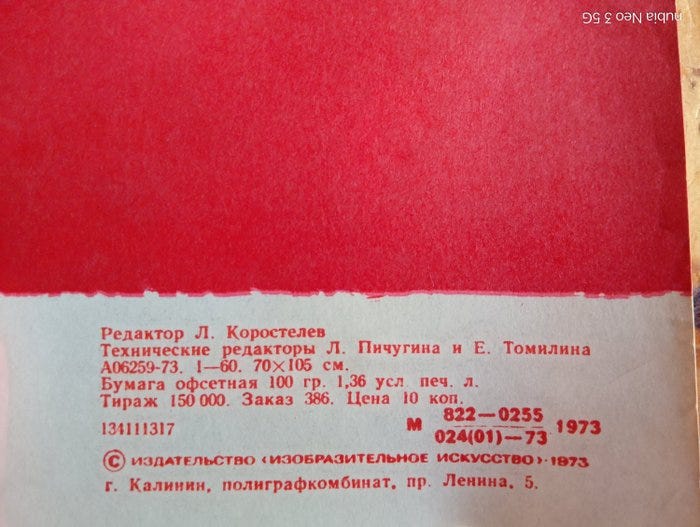 nubia Neo 3 5G
Редактор Л. Коростелев
Технические редакторы Л. Пичугина и Е. Томилина
А06259-73. 1—60. 70×105 см.
Бумага офсетная 100 гр. 1,36 усл. печ. л.
Тираж 150 000. Заказ 386. Цена 10 коп.
134111317
М 822—0255
024(01)—73 1973
© ИЗДАТЕЛЬСТВО «ИЗОБРАЗИТЕЛЬНОЕ ИСКУССТВО»·1973
г. Калинин, полиграфкомбинат, пр. Ленина, 5.